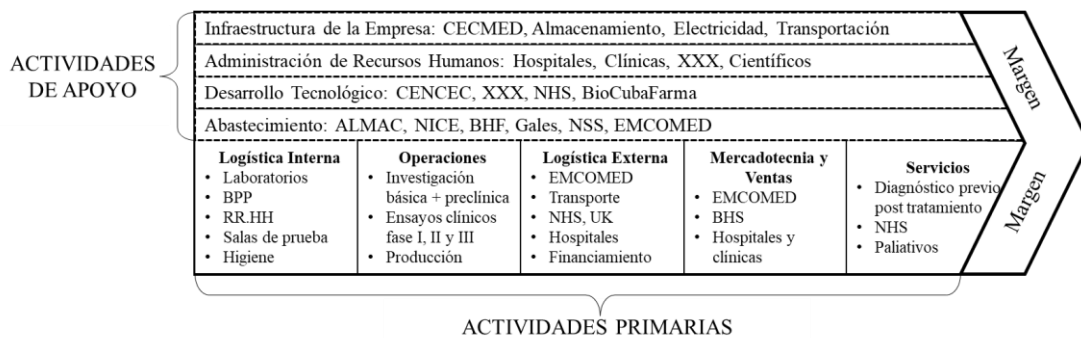 Infraestructura de la Empresa: CECMED, Almacenamiento, Electricidad, Transportación
Administración de Recursos Humanos: Hospitales, Clínicas, XXX, Científicos
Desarrollo Tecnológico: CENCEC, XXX, NHS, BioCubaFarma
Abastecimiento: ALMAC, NICE, BHF, Gales, NSS, EMCOMED
ACTIVIDADES
DE APOYO
Margen
Logística Interna
• Laboratorios
• BPP
• RR.HH
• Salas de prueba
• Higiene
Operaciones
• Investigación
básica + preclínica
• Ensayos clínicos
fase I, II y III
• Producción
Logística Externa
• EMCOMED
• Transporte
• NHS, UK
• Hospitales
• Financiamiento
Mercadotecnia y
Ventas
• EMCOMED
• BHS
• Hospitales y
clínicas
Servicios
• Diagnóstico previo
post tratamiento
• NHS
• Paliativos
Margen
ACTIVIDADES PRIMARIAS